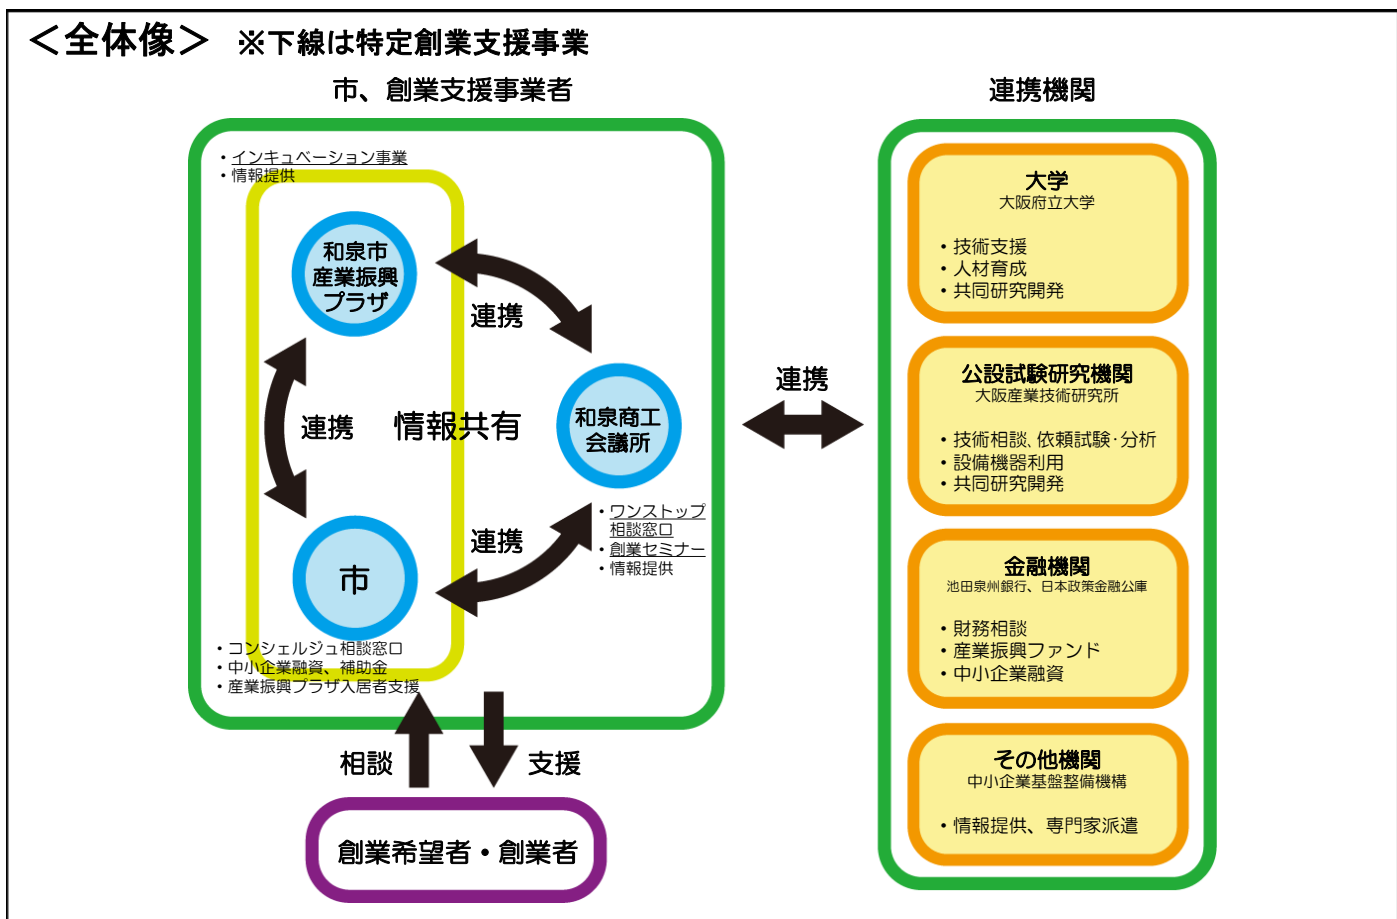 ＜全体像＞ ※下線は特定創業支援事業
市、創業支援事業者
・インキュベーション事業
・情報提供
和泉市
産業振興
プラザ
連携
連携
情報共有
和泉商工
会議所
・ワンストップ
相談窓口
・創業セミナー
・情報提供
連携
市
・コンシェルジュ相談窓口
・中小企業融資、補助金
・産業振興プラザ入居者支援
相談
支援
創業希望者・創業者
連携
連携機関
大学
大阪府立大学
・技術支援
・人材育成
・共同研究開発
公設試験研究機関
大阪産業技術研究所
・技術相談、依頼試験・分析
・設備機器利用
・共同研究開発
金融機関
池田泉州銀行、日本政策金融公庫
・財務相談
・産業振興ファンド
・中小企業融資
その他機関
中小企業基盤整備機構
・情報提供、専門家派遣